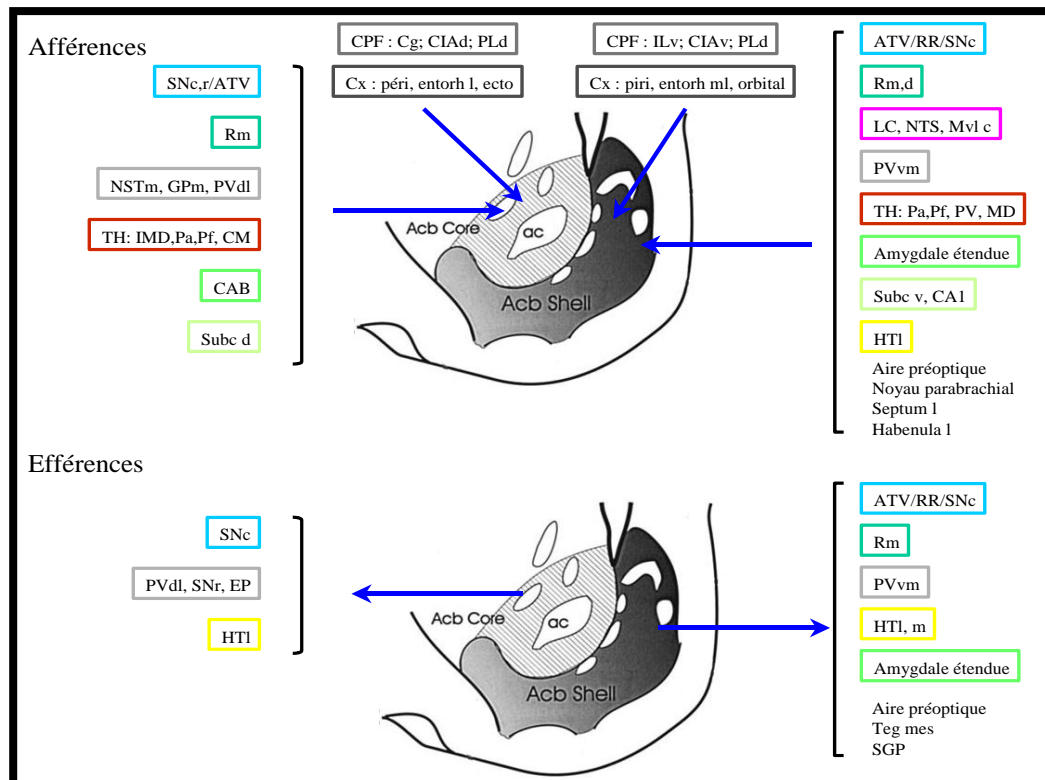 Afférences
CPF : Cg; CIAd; PLd
CPF : ILv; CIAv; PLd
Cx : péri, entorh l, ecto
Cx : piri, entorh ml, orbital
SNc,r/ATV
Rm
NSTm, GPm, PVdl
TH: IMD,Pa,Pf, CM
CAB
Subc d
Acb Core
ac
Acb Shell
ATV/RR/SNc
Rm,d
LC, NTS, Mvl c
PVvm
TH: Pa,Pf, PV, MD
Amygdale étendue
Subc v, CA1
HTl
Aire préoptique
Noyau parabrachial
Septum l
Habenula l
Efférences
SNc
PVdl, SNr, EP
HTl
Acb Core
ac
Acb Shell
ATV/RR/SNc
Rm
PVvm
HTl, m
Amygdale étendue
Aire préoptique
Teg mes
SGP